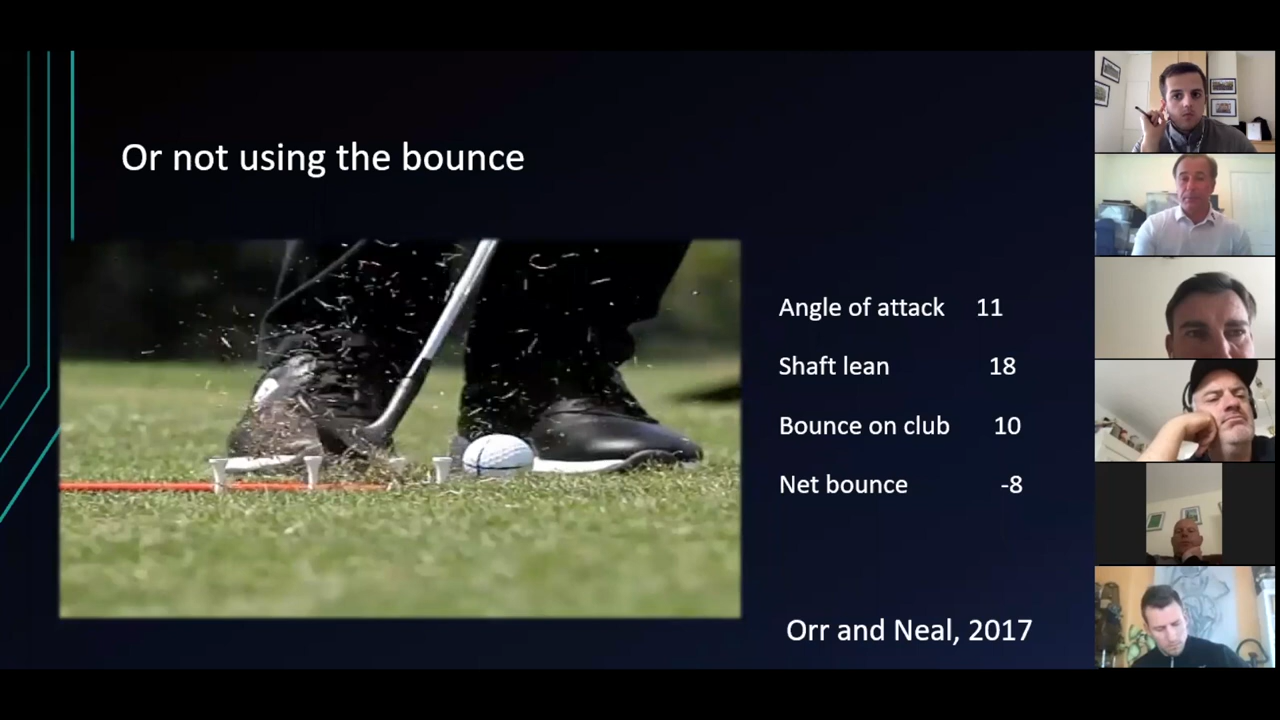 Or not using the bounce
Angle of attack 11
Shaft lean 18
Bounce on club 10
Net bounce -8
Orr and Neal, 2017